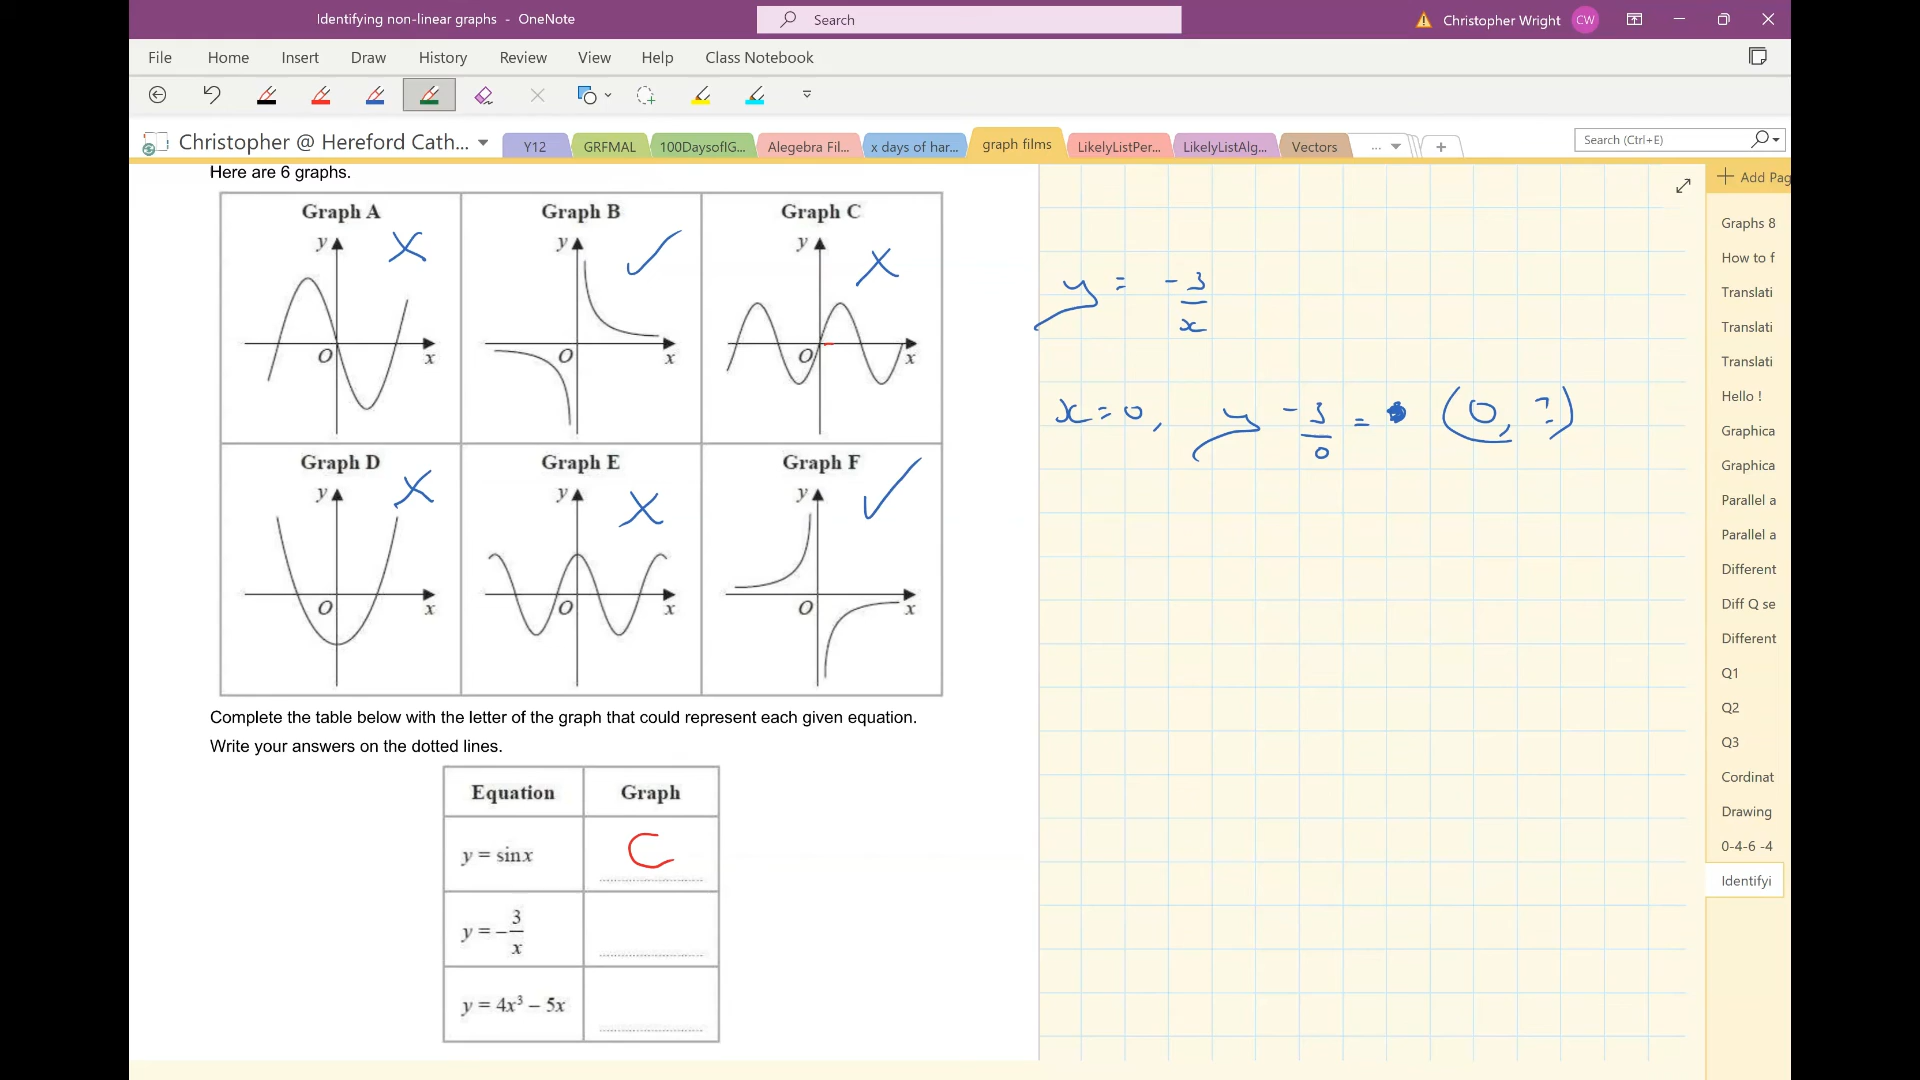 Identifying non-linear graphs - OneNote
Search
Christopher Wright CW
File Home Insert Draw History Review View Help Class Notebook
Christopher @ Hereford Cath...
Y12 GRFMAL 100DaysofIG... Alegebra Fil... x days of har... graph films LikelyListPer... LikelyListAlg... Vectors ...
Search (Ctrl+E)
Here are 6 graphs.
Graph A Graph B Graph C
y y y
O x O x O x
Graph D Graph E Graph F
y y y
O x O x O x
Complete the table below with the letter of the graph that could represent each given equation.
Write your answers on the dotted lines.
Equation Graph
y = sinx C
y = -3/x
y = 4x³ – 5x
y = -3/x
x = 0, y -3/0 = (0, ?)
Add Pag
Graphs 8
How to f
Translati
Translati
Translati
Hello !
Graphica
Graphica
Parallel a
Parallel a
Different
Diff Q se
Different
Q1
Q2
Q3
Cordinat
Drawing
0-4-6 -4
Identifyi